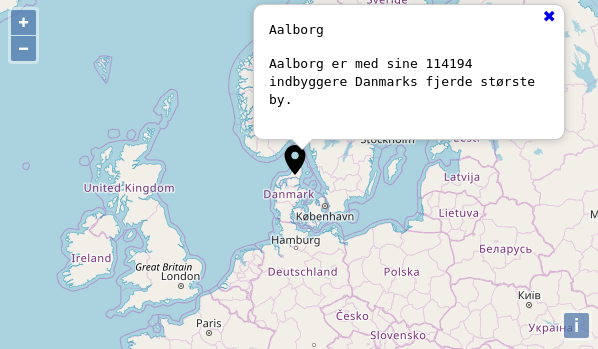 Sverige
+
−
✖
Aalborg
Aalborg er med sine 114194
indbyggere Danmarks fjerde største
by.
Stockholm
Eesti
Latvija
United Kingdom
Danmark
København
Lietuva
Hamburg
Беларусь
Ireland
Great Britain
London
Deutschland
Polska
Київ
Paris
Česko
Україна
Slovensko
i